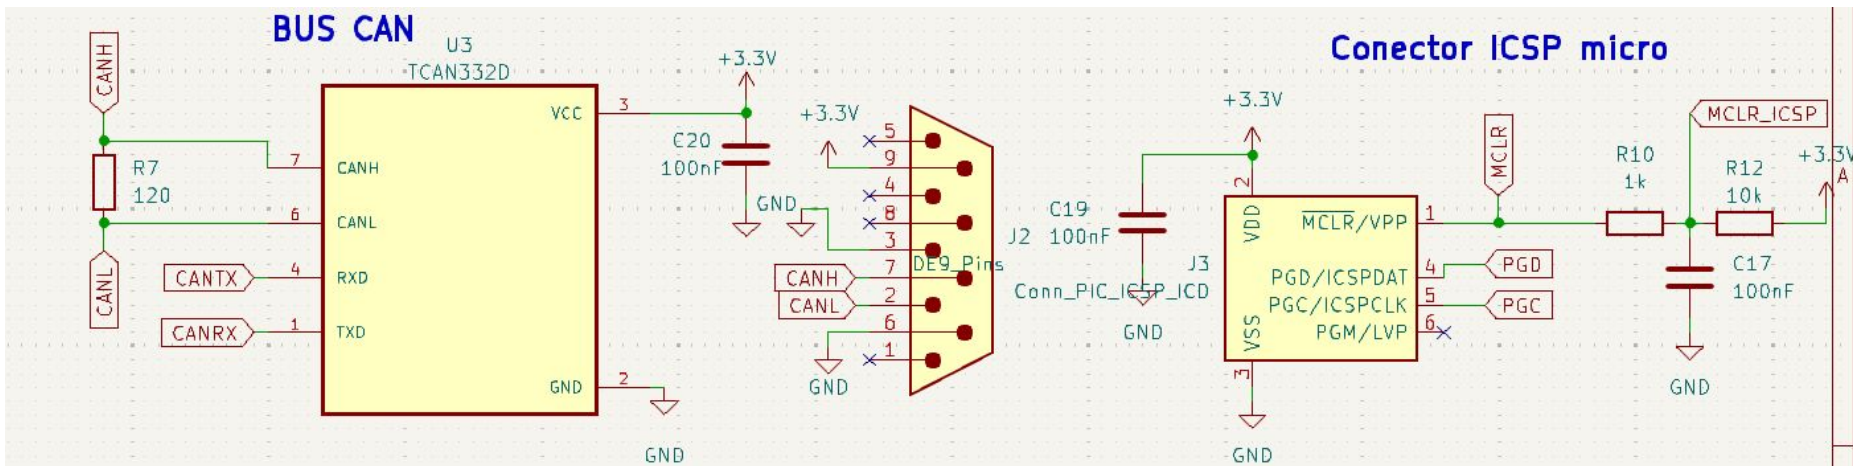 BUS CAN
U3
TCAN332D
CANH
R7
120
CANL
CANTX
CANRX
7
CANH
6
CANL
4
RXD
1
TXD
VCC
3
GND
2
GND
+3.3V
C20
100nF
+3.3V
GND
CANH
CANL
GND
5
9
4
8
3
7
2
6
1
J2
DE9_Pins
Conector ICSP micro
+3.3V
C19
100nF
GND
J3
Conn_PIC_ICSP_ICD
2
VDD
VSS
3
GND
MCLR/VPP
1
PGD/ICSPDAT
4
PGC/ICSPCLK
5
PGM/LVP
6
MCLR
PGD
PGC
R10
1k
MCLR_ICSP
R12
10k
+3.3V
A
C17
100nF
GND